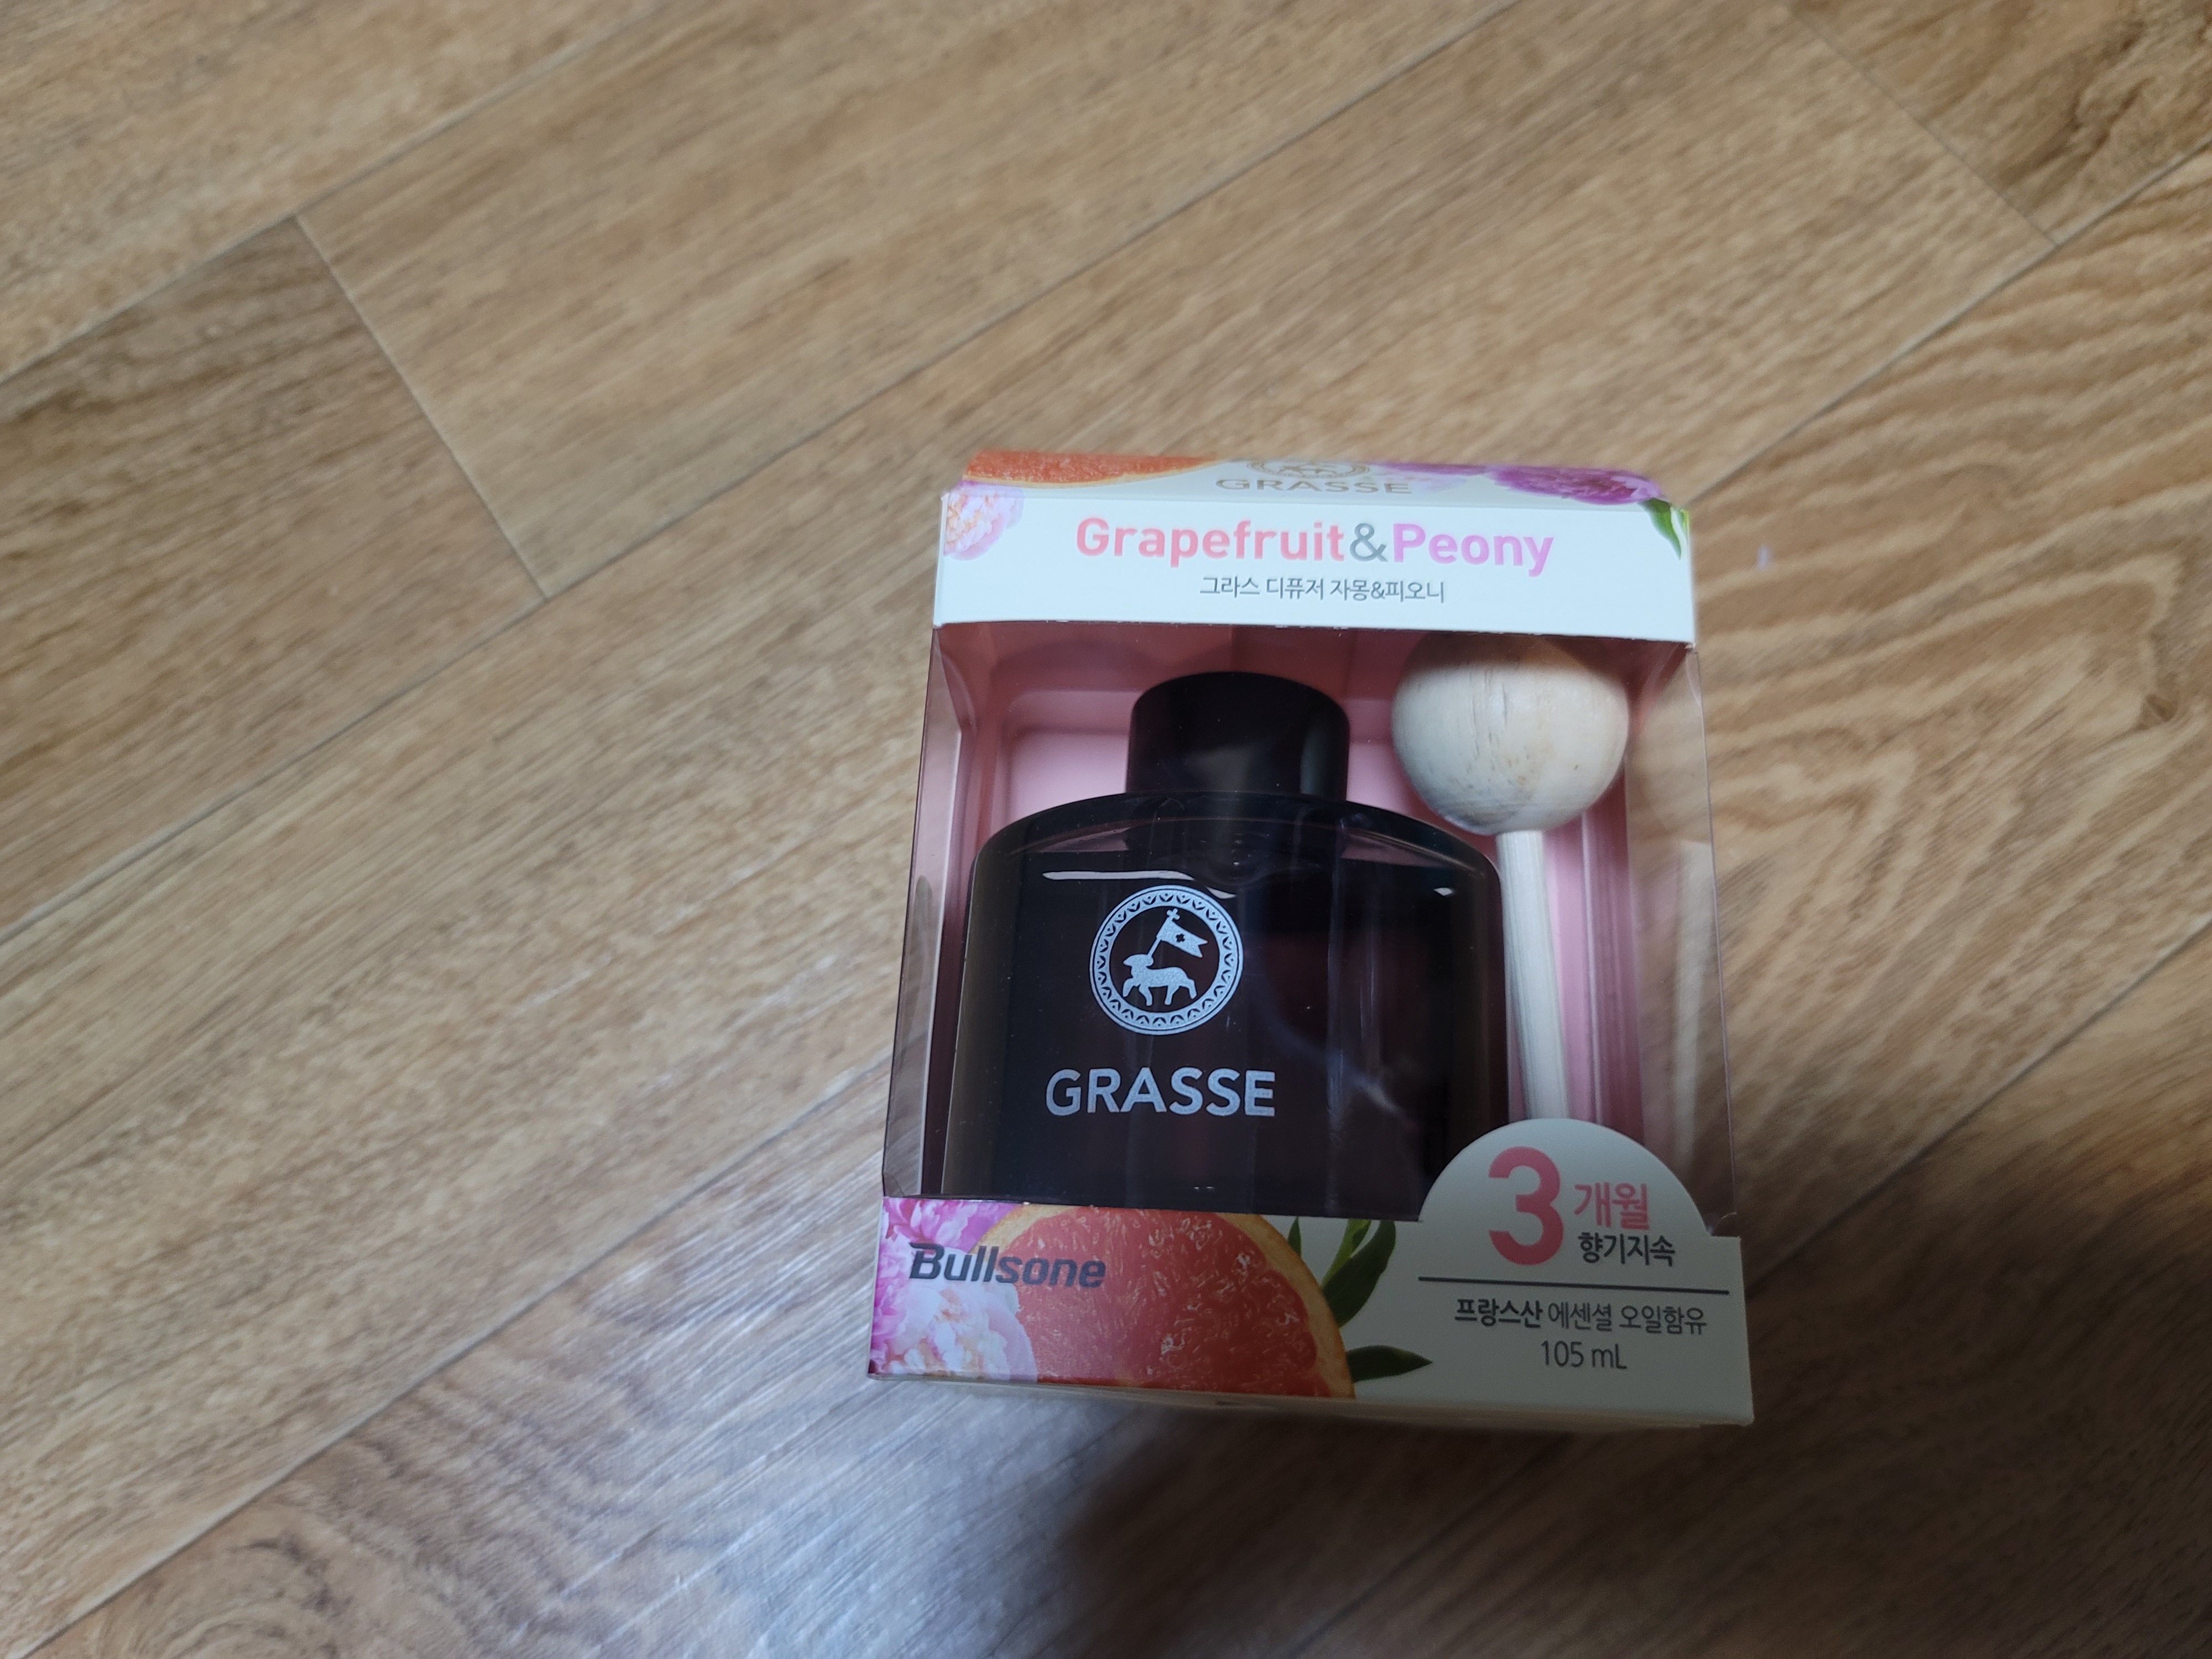 GRASSE
Grapefruit&Peony
그라스 디퓨저 자몽&피오니
GRASSE
3개월
향기지속
Bullsone
프랑스산 에센셜 오일함유
105 mL